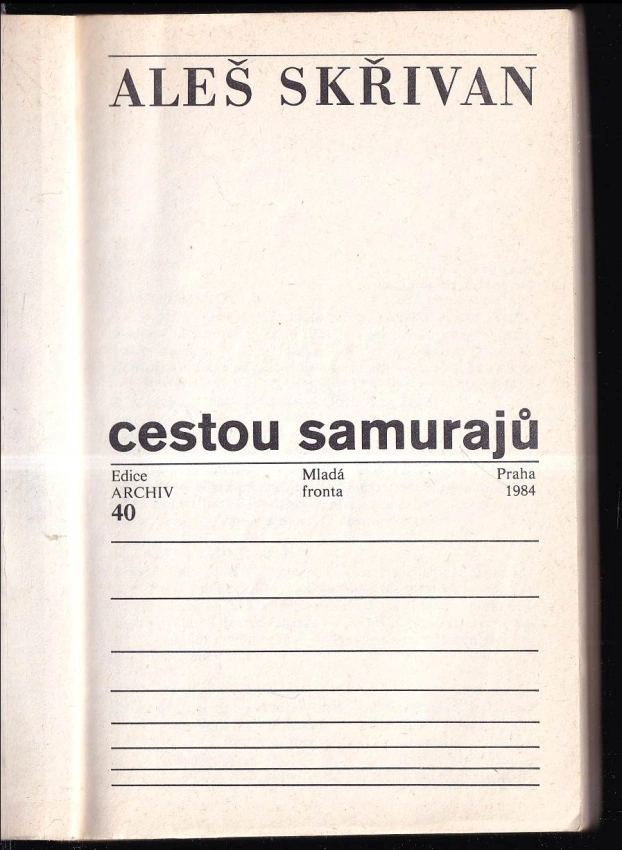 ALEŠ SKŘIVAN
cestou samurajů
Edice
ARCHIV
40
Mladá
fronta
Praha
1984